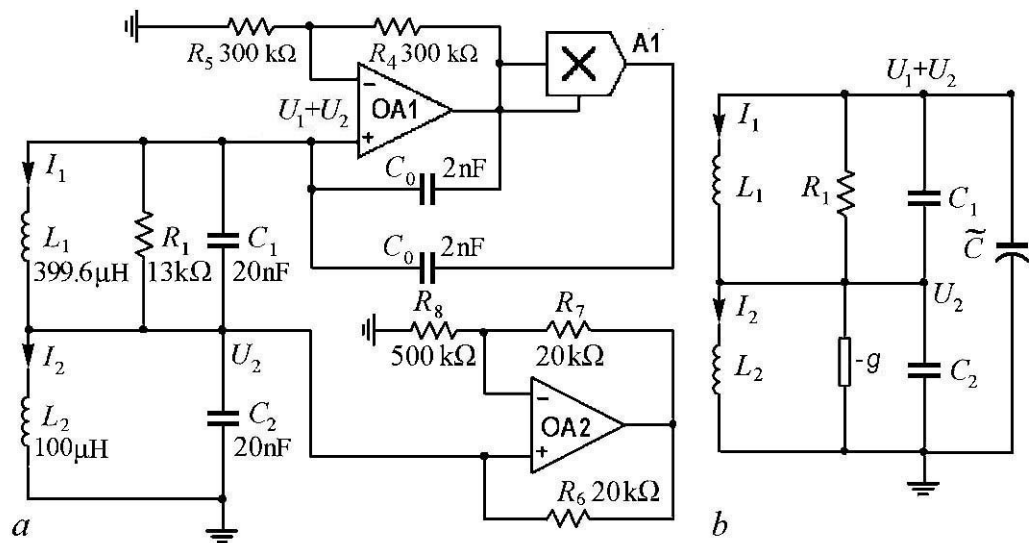 R₅ 300 kΩ
R₄ 300 kΩ
A1
U₁+U₂
−
OA1
+
C₀ 2nF
C₀ 2nF
I₁
L₁
399.6μH
R₁
13kΩ
C₁
20nF
I₂
U₂
L₂
100μH
C₂
20nF
R₈
500 kΩ
R₇
20kΩ
−
OA2
+
R₆ 20kΩ
a
U₁+U₂
I₁
L₁
R₁
C₁
C̃
I₂
U₂
L₂
-g
C₂
b